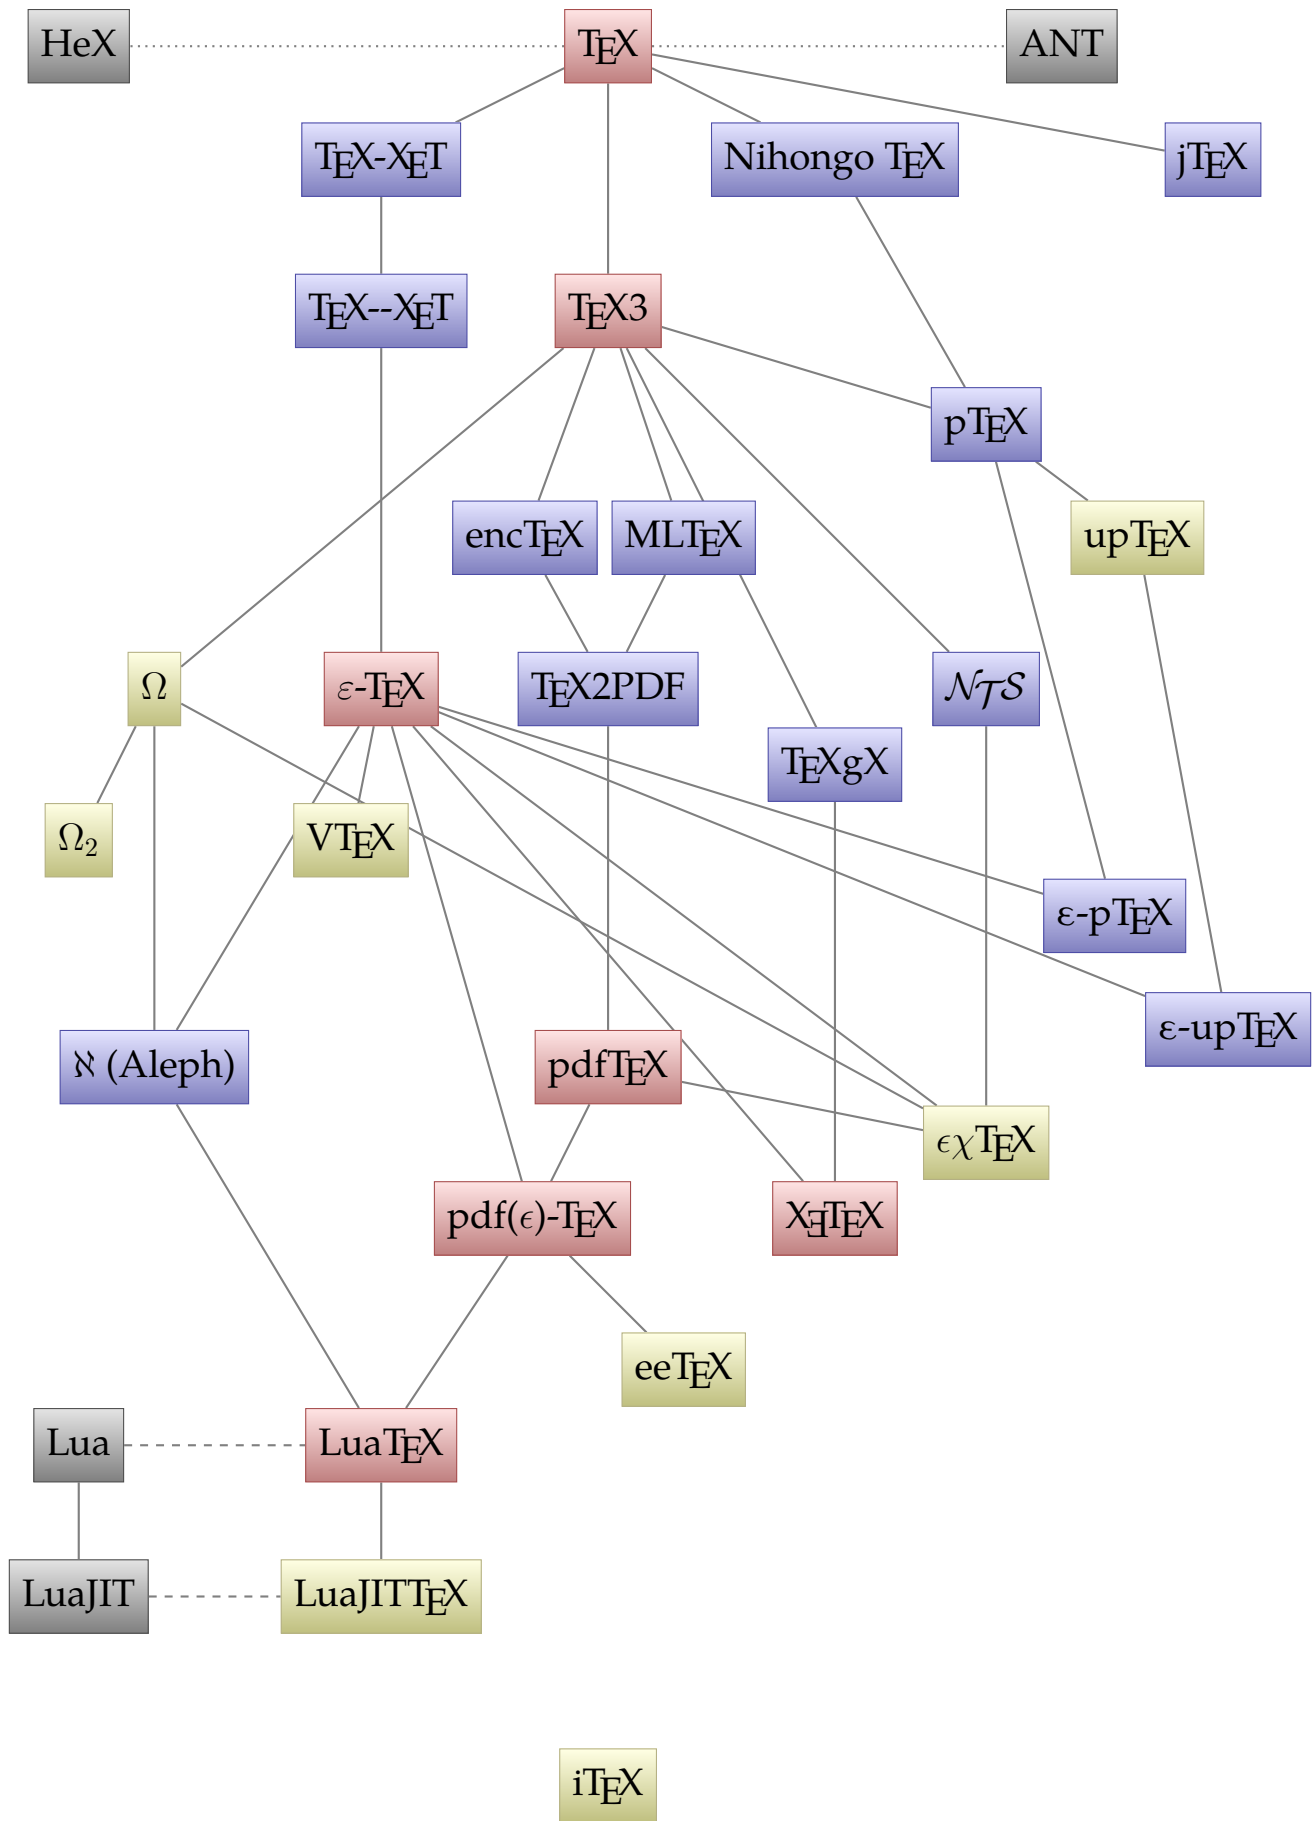 HeX
TEX
ANT
TEX-XET
Nihongo TEX
jTEX
TEX--XET
TEX3
pTEX
encTEX
MLTEX
upTEX
Ω
ε-TEX
TEX2PDF
NTS
TEXgX
Ω₂
VTEX
ε-pTEX
ε-upTEX
ℵ (Aleph)
pdfTEX
ϵχTEX
pdf(ϵ)-TEX
XƎTEX
eeTEX
Lua
LuaTEX
LuaJIT
LuaJITTEX
iTEX